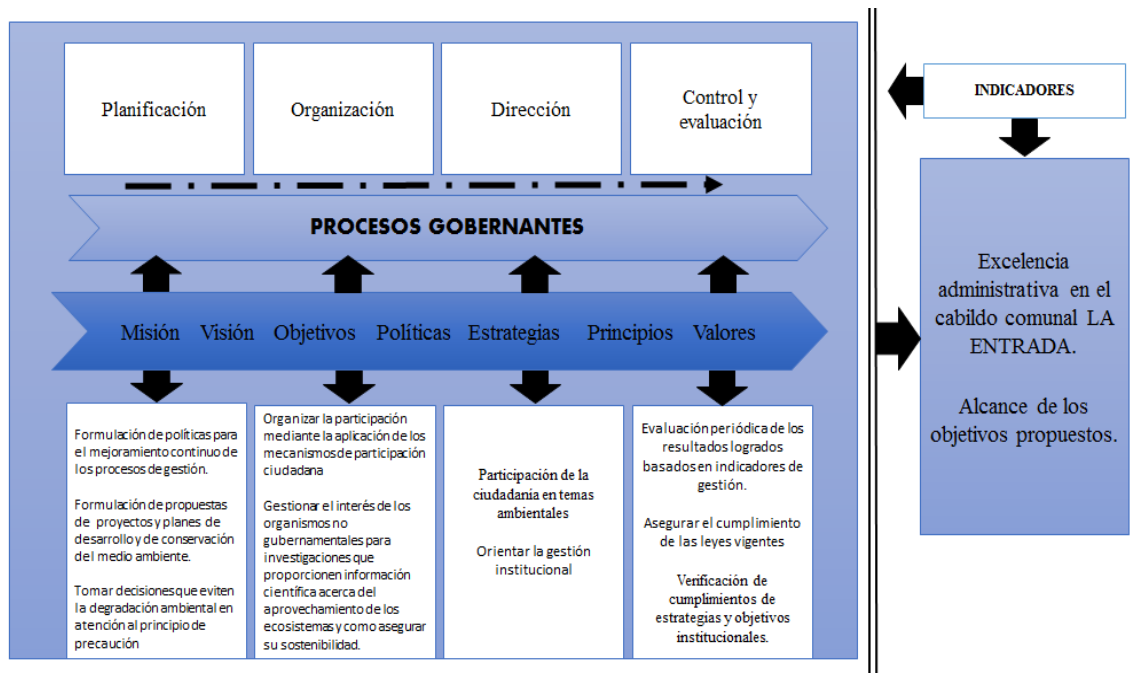 Planificación
Organización
Dirección
Control y
evaluación
INDICADORES
PROCESOS GOBERNANTES
Misión Visión Objetivos Políticas Estrategias Principios Valores
Formulación de políticas para
el mejoramiento continuo de
los procesos de gestión.
Formulación de propuestas
de proyectos y planes de
desarrollo y de conservación
del medio ambiente.
Tomar decisiones que eviten
la degradación ambiental en
atención al principio de
precaución
Organizar la participación
mediante la aplicación de los
mecanismos de participación
ciudadana
Gestionar el interés de los
organismos no
gubernamentales para
investigaciones que
proporcionen información
científica acerca del
aprovechamiento de los
ecosistemas y como asegurar
su sostenibilidad.
Participación de la
ciudadanía en temas
ambientales
Orientar la gestión
institucional
Evaluación periódica de los
resultados logrados
basados en indicadores de
gestión.
Asegurar el cumplimiento
de las leyes vigentes
Verificación de
cumplimientos de
estrategias y objetivos
institucionales.
Excelencia
administrativa en el
cabildo comunal LA
ENTRADA.
Alcance de los
objetivos propuestos.